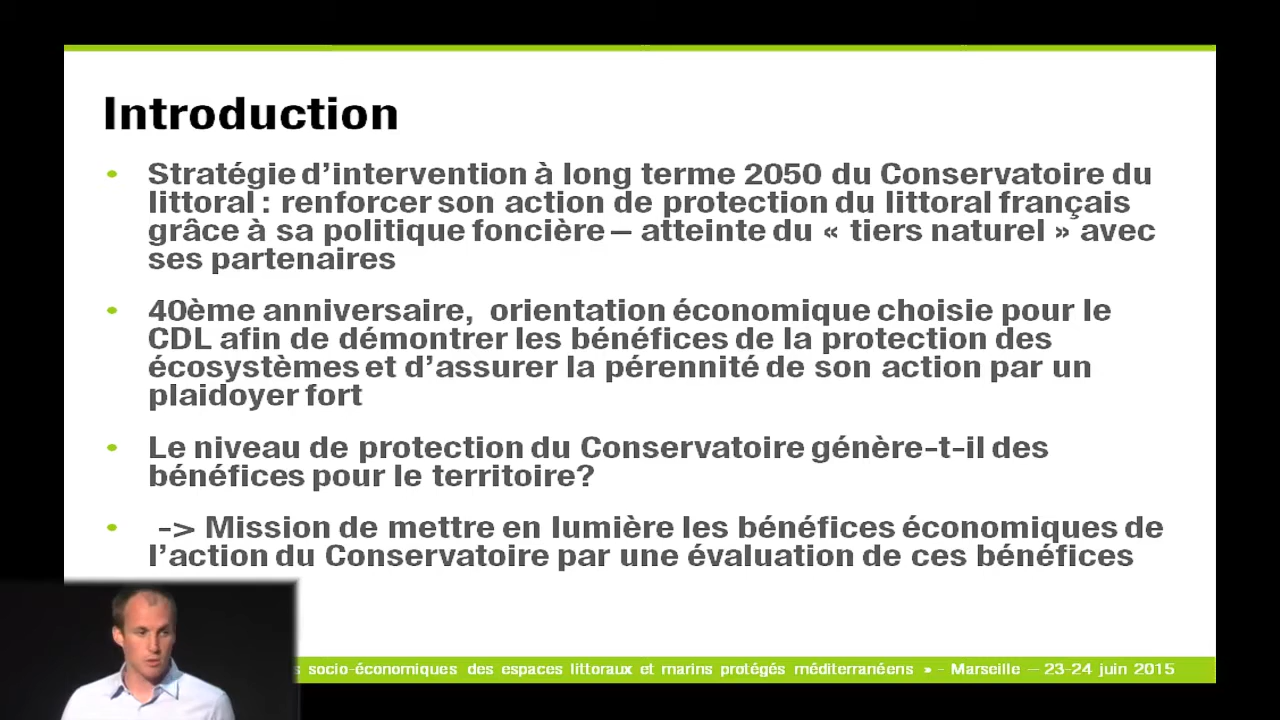 Introduction
• Stratégie d’intervention à long terme 2050 du Conservatoire du
littoral : renforcer son action de protection du littoral français
grâce à sa politique foncière – atteinte du « tiers naturel » avec
ses partenaires
• 40ème anniversaire, orientation économique choisie pour le
CDL afin de démontrer les bénéfices de la protection des
écosystèmes et d’assurer la pérennité de son action par un
plaidoyer fort
• Le niveau de protection du Conservatoire génère-t-il des
bénéfices pour le territoire?
• -> Mission de mettre en lumière les bénéfices économiques de
l’action du Conservatoire par une évaluation de ces bénéfices
socio-économiques des espaces littoraux et marins protégés méditerranéens » - Marseille – 23-24 juin 2015